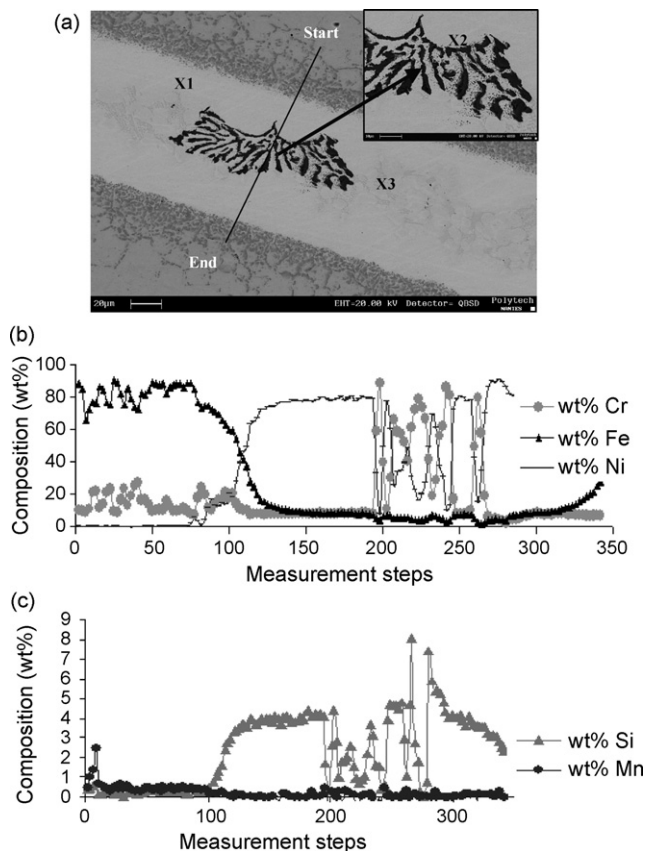 (a)
Start
X2
X1
X3
End
20µm
EHT=20.00 kV Detector= QBSD
Polytech
NANTES
(b)
Composition (wt%)
100
80
60
40
20
0
0 50 100 150 200 250 300 350
Measurement steps
wt% Cr
wt% Fe
wt% Ni
(c)
Composition (wt%)
9
8
7
6
5
4
3
2
1
0
0 100 200 300
Measurement steps
wt% Si
wt% Mn